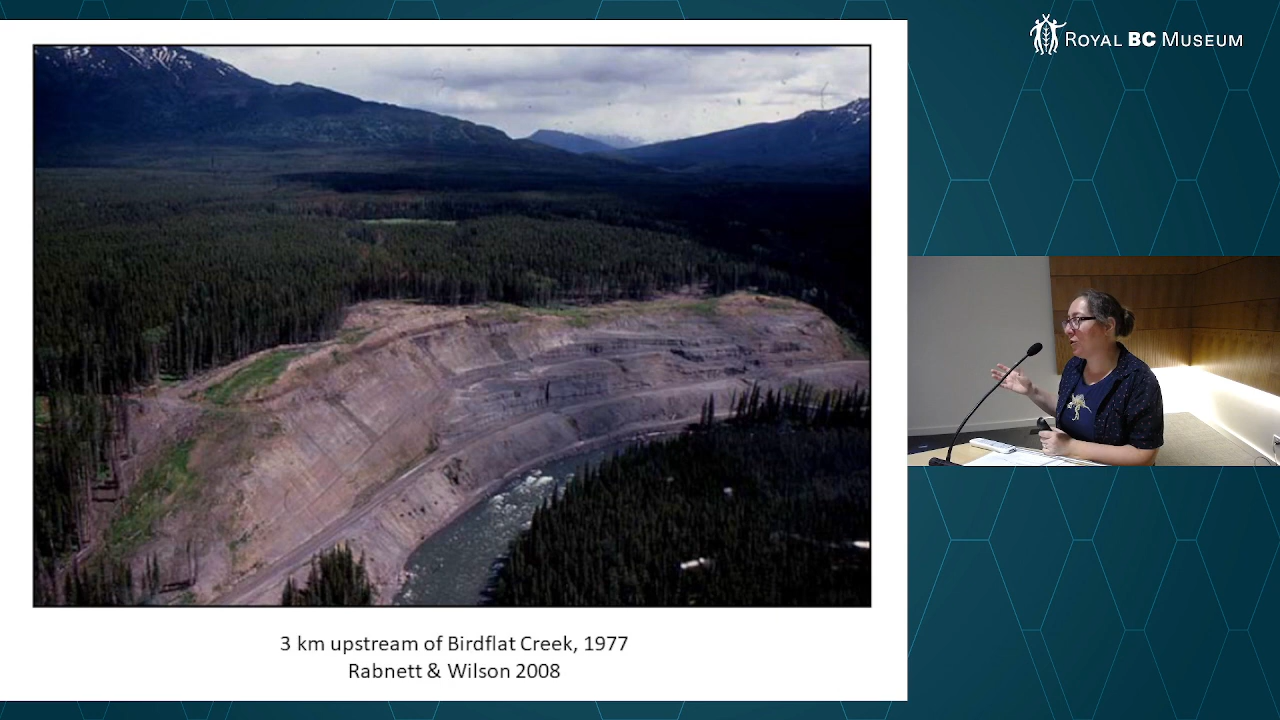 ROYAL BC MUSEUM
3 km upstream of Birdflat Creek, 1977
Rabnett & Wilson 2008